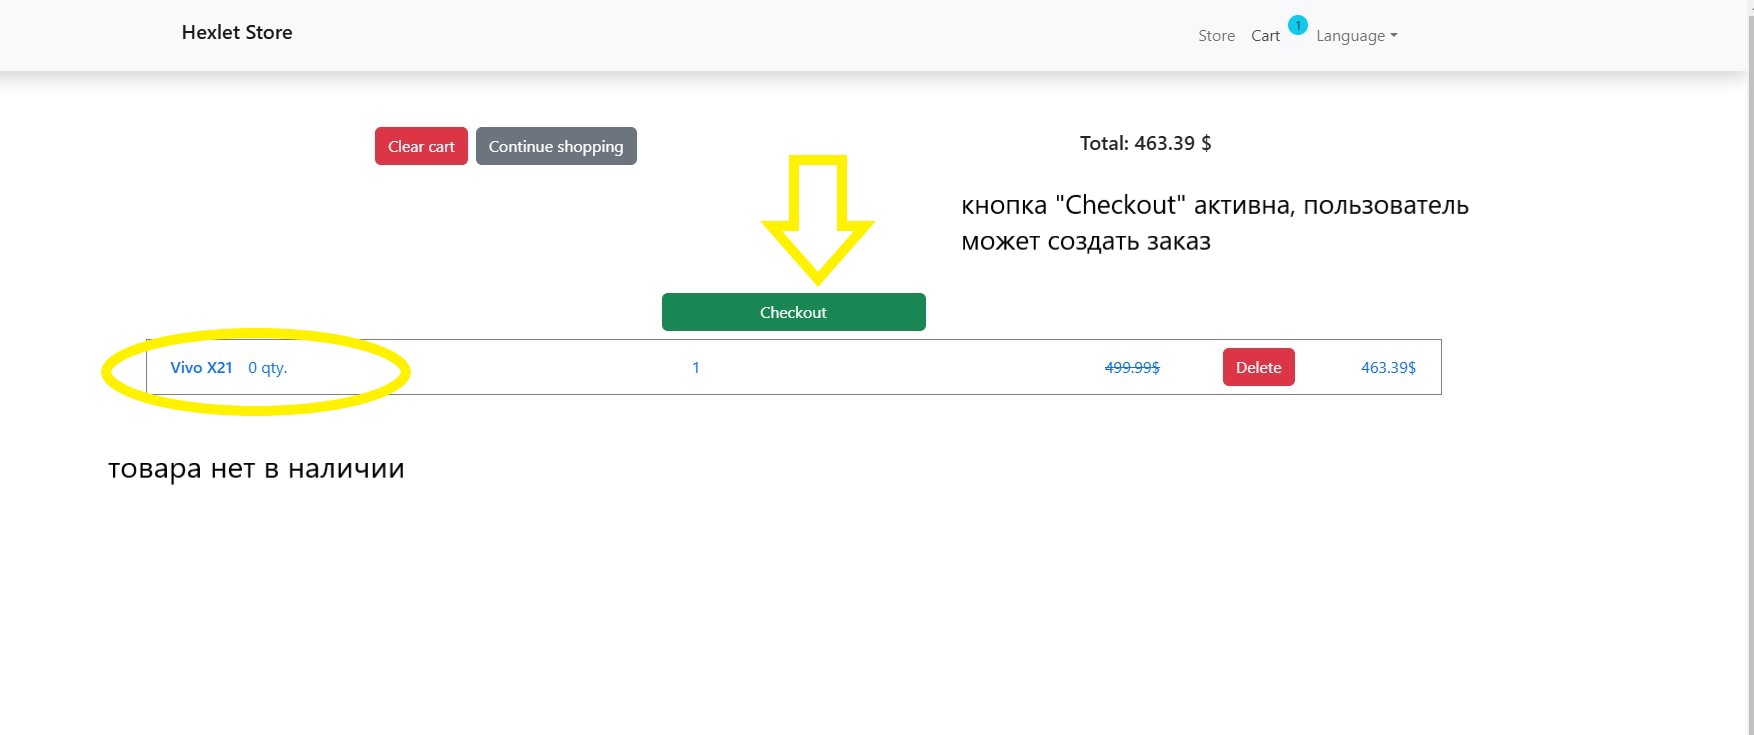 Hexlet Store
Store Cart 1 Language
Clear cart Continue shopping
Total: 463.39 $
кнопка "Checkout" активна, пользователь
может создать заказ
Checkout
Vivo X21 0 qty. 1 499.99$ Delete 463.39$
товара нет в наличии